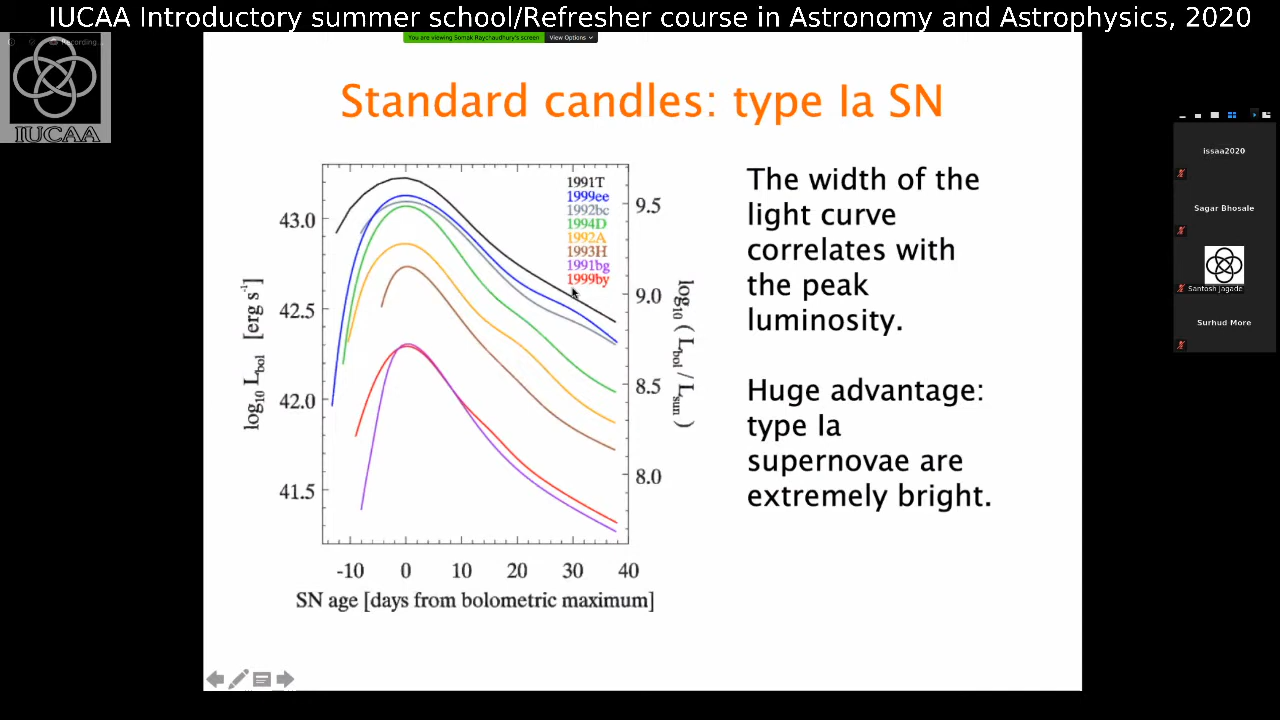 IUCAA Introductory summer school/Refresher course in Astronomy and Astrophysics, 2020
You are viewing Somak Raychaudhury's screen
View Options
Recording...
IUCAA
Standard candles: type Ia SN
The width of the
light curve
correlates with
the peak
luminosity.
Huge advantage:
type Ia
supernovae are
extremely bright.
1991T
1999ee
1992bc
1994D
1992A
1993H
1991bg
1999by
43.0
42.5
42.0
41.5
log10 Lbol [erg s-1]
9.5
9.0
8.5
8.0
log10 ( Lbol / Lsun )
-10 0 10 20 30 40
SN age [days from bolometric maximum]
issaa2020
Sagar Bhosale
Santosh Jagade
Surhud More